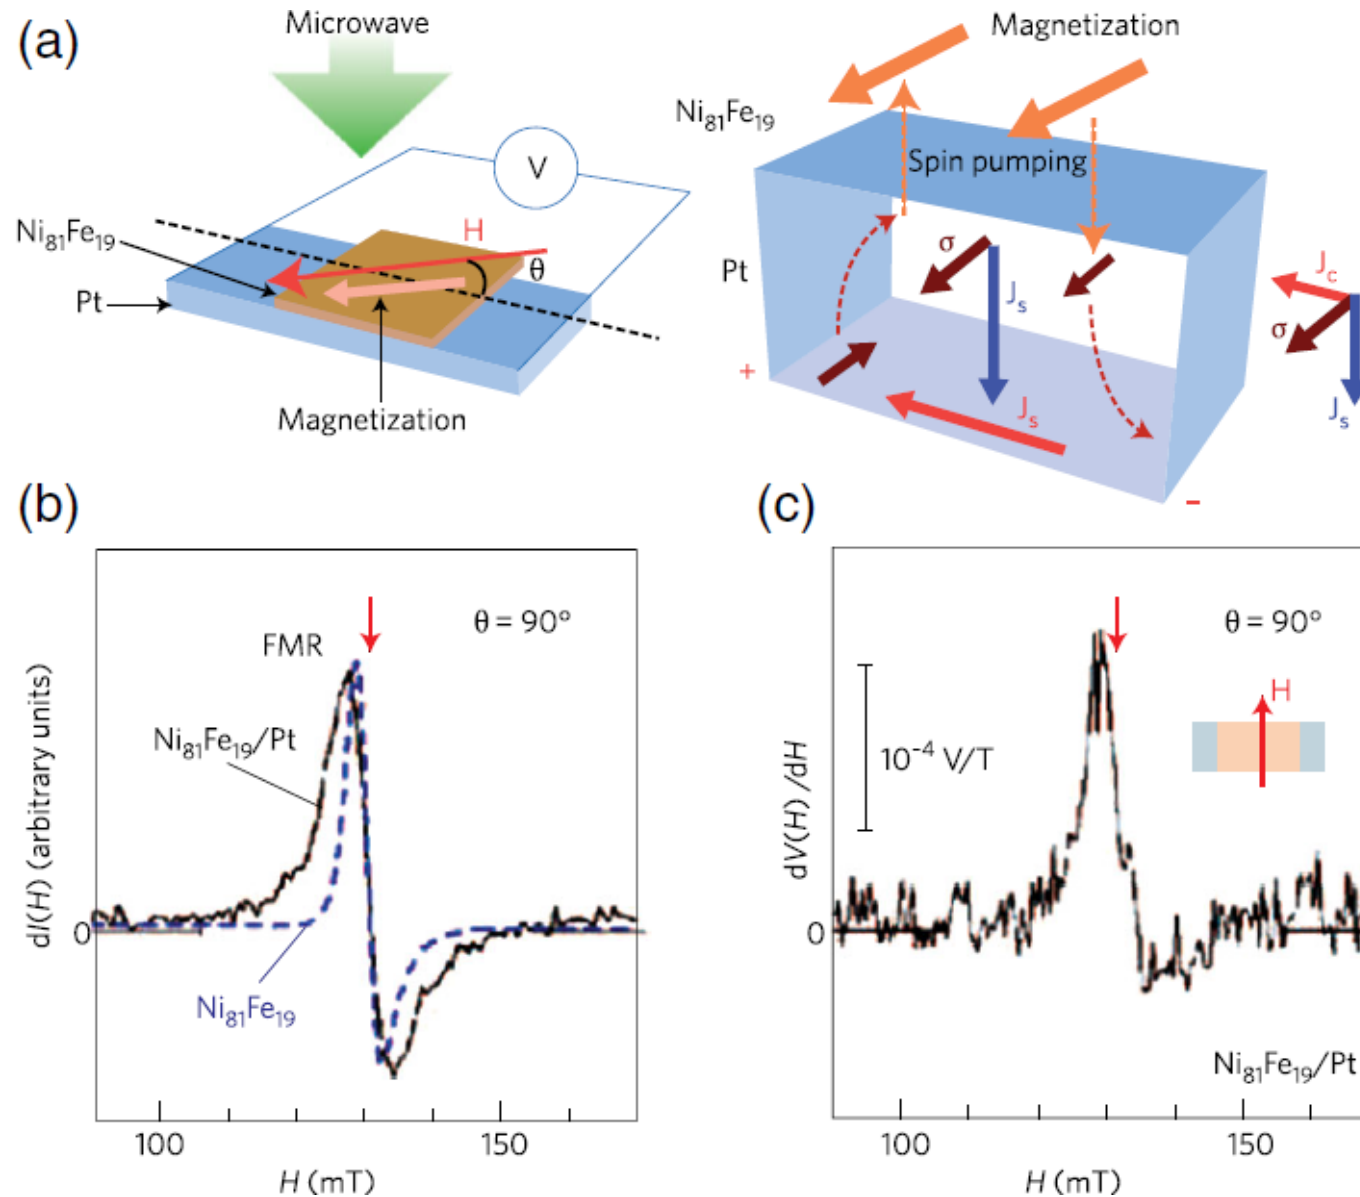 (a)
Microwave
V
Ni81Fe19
H
θ
Pt
Magnetization
Magnetization
Ni81Fe19
Spin pumping
Pt
σ
Js
Jc
σ
Js
+
Js
-
(b)
FMR
θ = 90°
Ni81Fe19/Pt
Ni81Fe19
dI(H) (arbitrary units)
0
100
150
H (mT)
(c)
θ = 90°
H
10-4 V/T
dV(H) /dH
0
Ni81Fe19/Pt
100
150
H (mT)